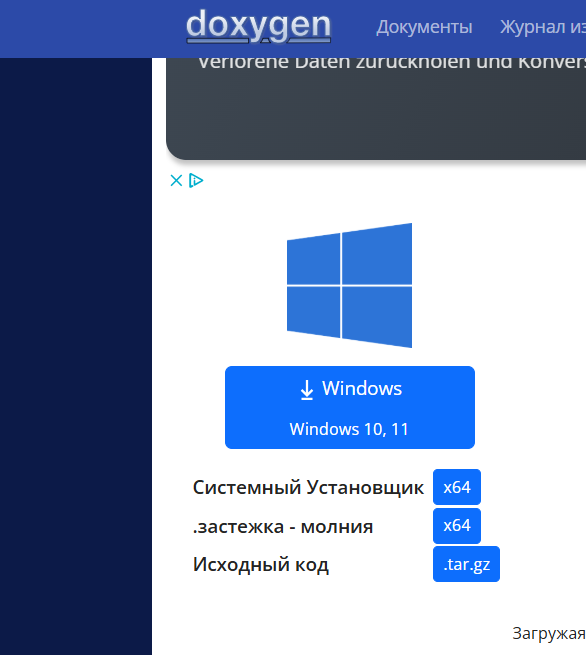 doxygen
Документы
Журнал из
Verlorene Daten zurückholen und Konvers
Windows
Windows 10, 11
Системный Установщик x64
.застежка - молния x64
Исходный код .tar.gz
Загружая